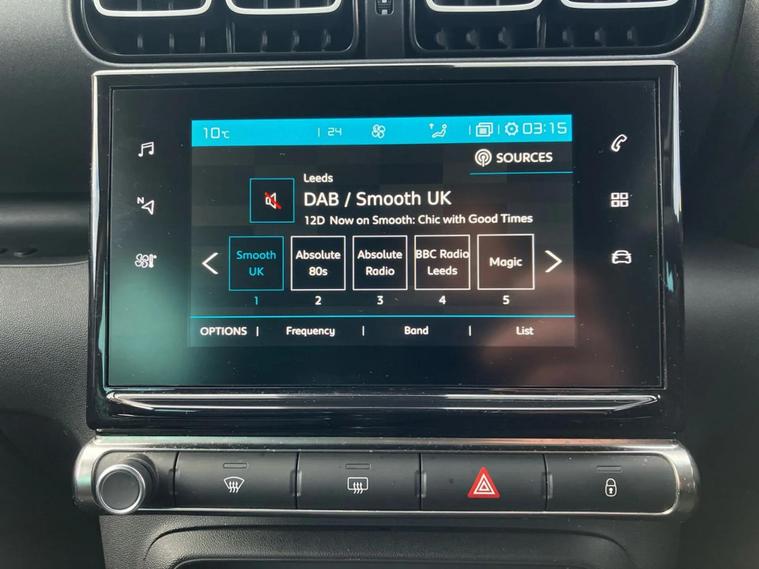 10°C 24 03:15
SOURCES
Leeds
DAB / Smooth UK
12D Now on Smooth: Chic with Good Times
Smooth UK
Absolute 80s
Absolute Radio
BBC Radio Leeds
Magic
1 2 3 4 5
OPTIONS | Frequency | Band | List
N